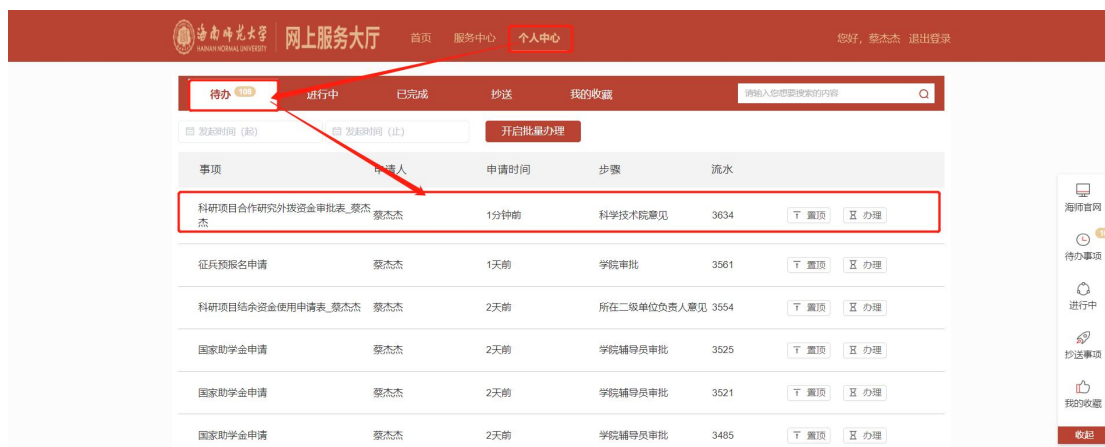 海南师范大学
HAINAN NORMAL UNIVERSITY
网上服务大厅
首页 服务中心 个人中心
您好，蔡杰杰 退出登录
待办 108 进行中 已完成 抄送 我的收藏 请输入您想要搜索的内容
发起时间（起） 发起时间（止） 开启批量办理
事项 申请人 申请时间 步骤 流水
科研项目合作研究外拨资金审批表_蔡杰
杰 蔡杰杰 1分钟前 科学技术院意见 3634 置顶 办理
征兵预报名申请 蔡杰杰 1天前 学院审批 3561 置顶 办理
科研项目结余资金使用申请表_蔡杰杰 蔡杰杰 2天前 所在二级单位负责人意见 3554 置顶 办理
国家助学金申请 蔡杰杰 2天前 学院辅导员审批 3525 置顶 办理
国家助学金申请 蔡杰杰 2天前 学院辅导员审批 3521 置顶 办理
国家助学金申请 蔡杰杰 2天前 学院辅导员审批 3485 置顶 办理
海师官网
待办事项
进行中
抄送事项
我的收藏
收起